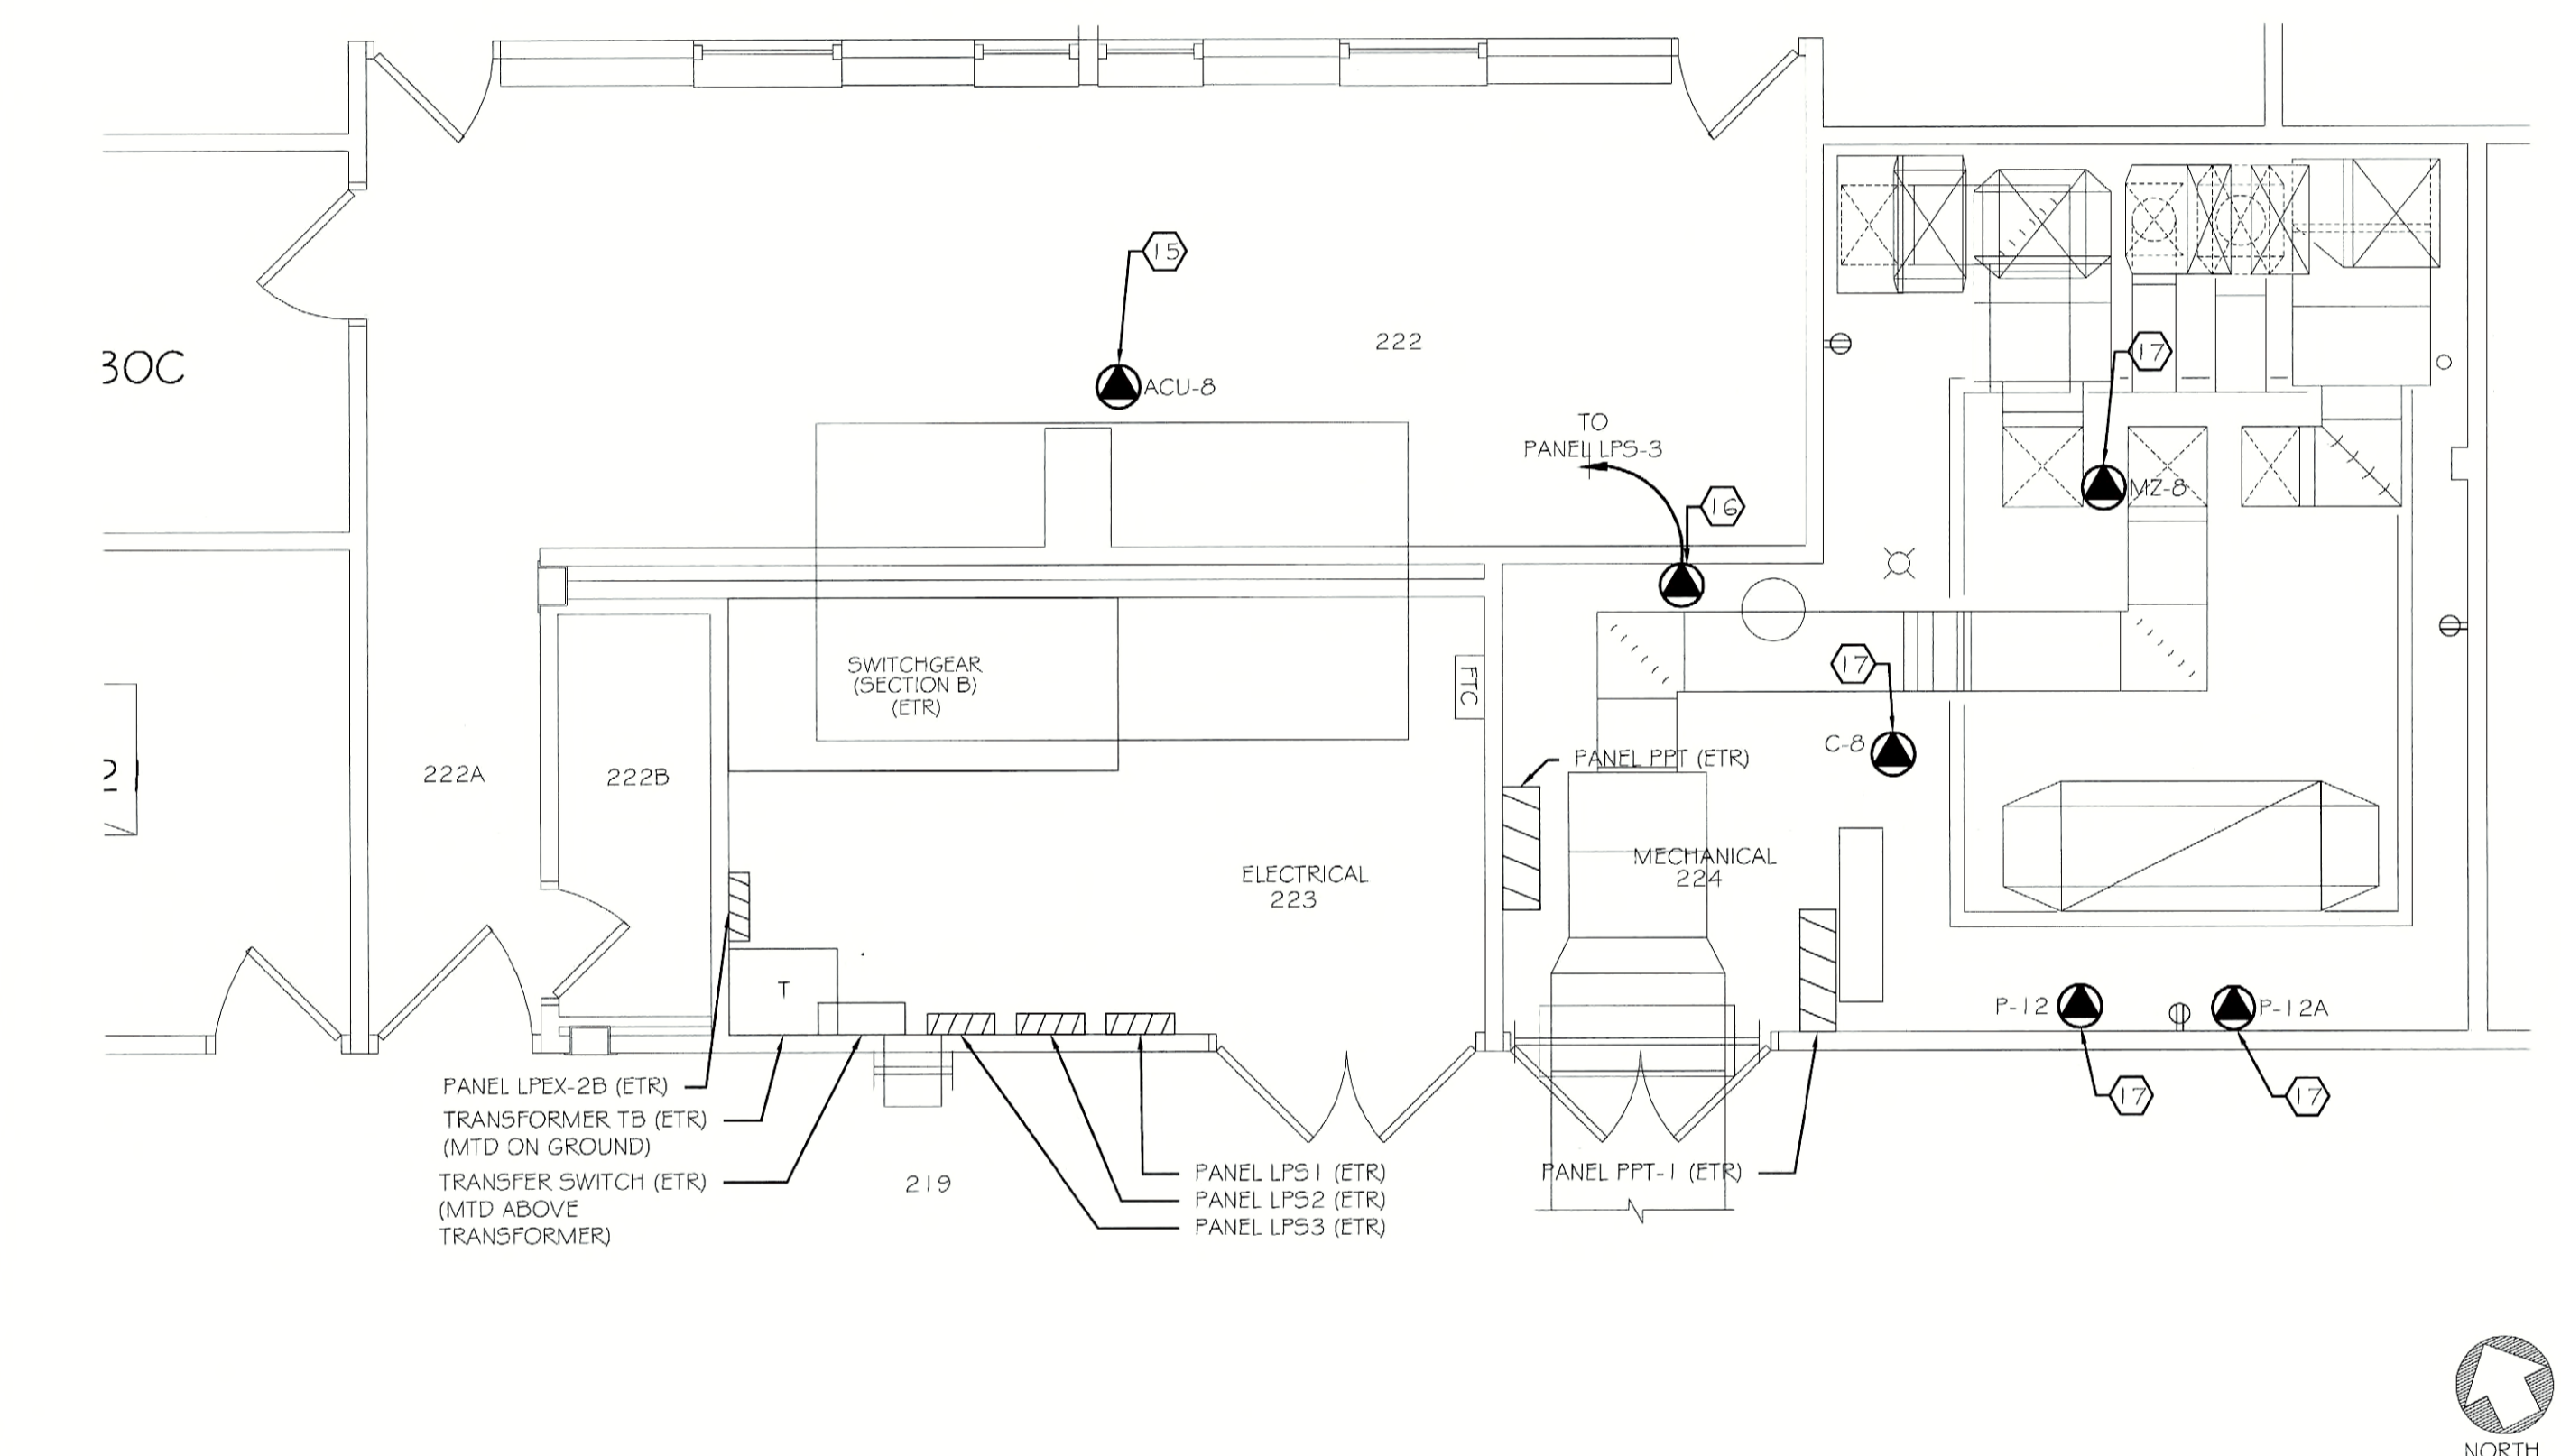 15
222
ACU-8
17
BOC
TO
PANEL LPS-3
MZ-8
16
SWITCHGEAR
(SECTION B)
(ETR)
FTC
17
C-8
PANEL PPT (ETR)
222A
222B
ELECTRICAL
223
MECHANICAL
224
T
P-12
P-12A
PANEL LPEX-2B (ETR)
TRANSFORMER TB (ETR)
(MTD ON GROUND)
TRANSFER SWITCH (ETR)
(MTD ABOVE
TRANSFORMER)
219
PANEL LPS1 (ETR)
PANEL LPS2 (ETR)
PANEL LPS3 (ETR)
PANEL PPT-1 (ETR)
17
17
NORTH